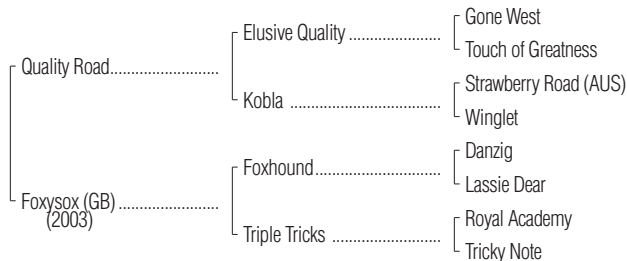 Gone West
Elusive Quality ....................
Touch of Greatness
Quality Road.......................
Strawberry Road (AUS)
Kobla ................................
Winglet
Danzig
Foxhound..........................
Lassie Dear
Foxysox (GB) .....................
(2003)
Royal Academy
Triple Tricks .......................
Tricky Note